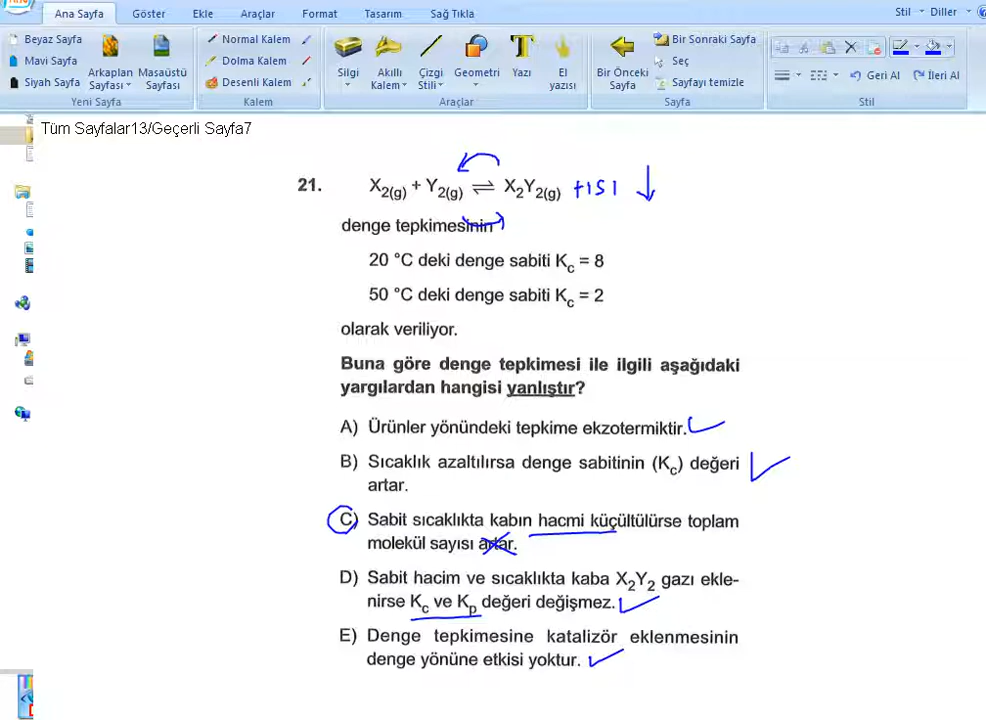 Ana Sayfa Göster Ekle Araçlar Format Tasarım Sağ Tıkla Stil Diller
Beyaz Sayfa
Mavi Sayfa
Siyah Sayfa
Arkaplan Sayfası
Masaüstü Sayfası
Yeni Sayfa
Normal Kalem
Dolma Kalem
Desenli Kalem
Kalem
Silgi
Akıllı Kalem
Çizgi Stili
Geometri
Yazı
El yazısı
Araçlar
Bir Önceki Sayfa
Bir Sonraki Sayfa
Seç
Sayfayı temizle
Sayfa
Geri Al
İleri Al
Stil
Tüm Sayfalar13/Geçerli Sayfa7
21. X2(g) + Y2(g) ⇌ X2Y2(g) +ISI ↓
denge tepkimesinin
20 °C deki denge sabiti Kc = 8
50 °C deki denge sabiti Kc = 2
olarak veriliyor.
Buna göre denge tepkimesi ile ilgili aşağıdaki
yargılardan hangisi yanlıştır?
A) Ürünler yönündeki tepkime ekzotermiktir.
B) Sıcaklık azaltılırsa denge sabitinin (Kc) değeri
artar.
C) Sabit sıcaklıkta kabın hacmi küçültülürse toplam
molekül sayısı artar.
D) Sabit hacim ve sıcaklıkta kaba X2Y2 gazı ekle-
nirse Kc ve Kp değeri değişmez.
E) Denge tepkimesine katalizör eklenmesinin
denge yönüne etkisi yoktur.